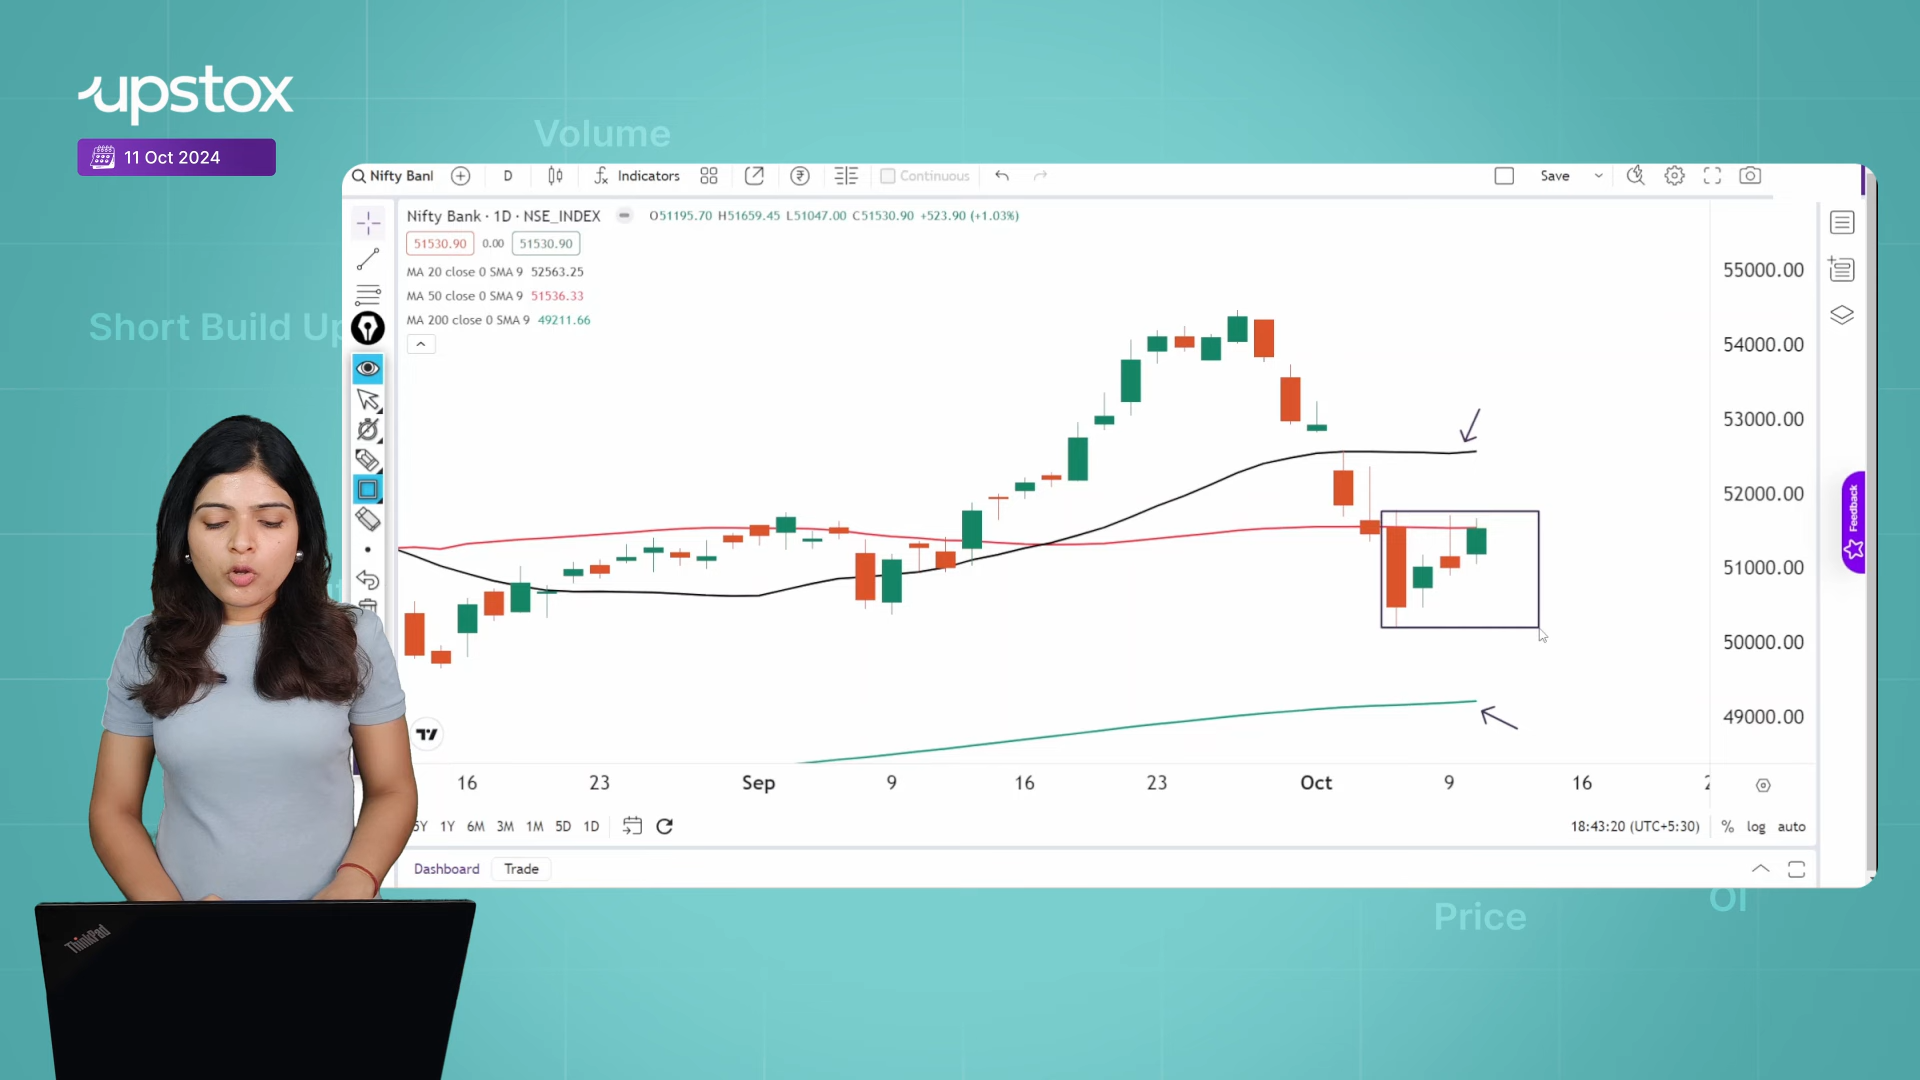 upstox
11 Oct 2024
Volume
Short Build Up
Nifty Banl
D
Indicators
Continuous
Save
Nifty Bank · 1D · NSE_INDEX
O51195.70 H51659.45 L51047.00 C51530.90 +523.90 (+1.03%)
51530.90 0.00 51530.90
MA 20 close 0 SMA 9 52563.25
MA 50 close 0 SMA 9 51536.33
MA 200 close 0 SMA 9 49211.66
55000.00
54000.00
53000.00
52000.00
51000.00
50000.00
49000.00
Feedback
16 23 Sep 9 16 23 Oct 9 16 2
5Y 1Y 6M 3M 1M 5D 1D
18:43:20 (UTC+5:30) % log auto
Dashboard Trade
Price
OI
ThinkPad